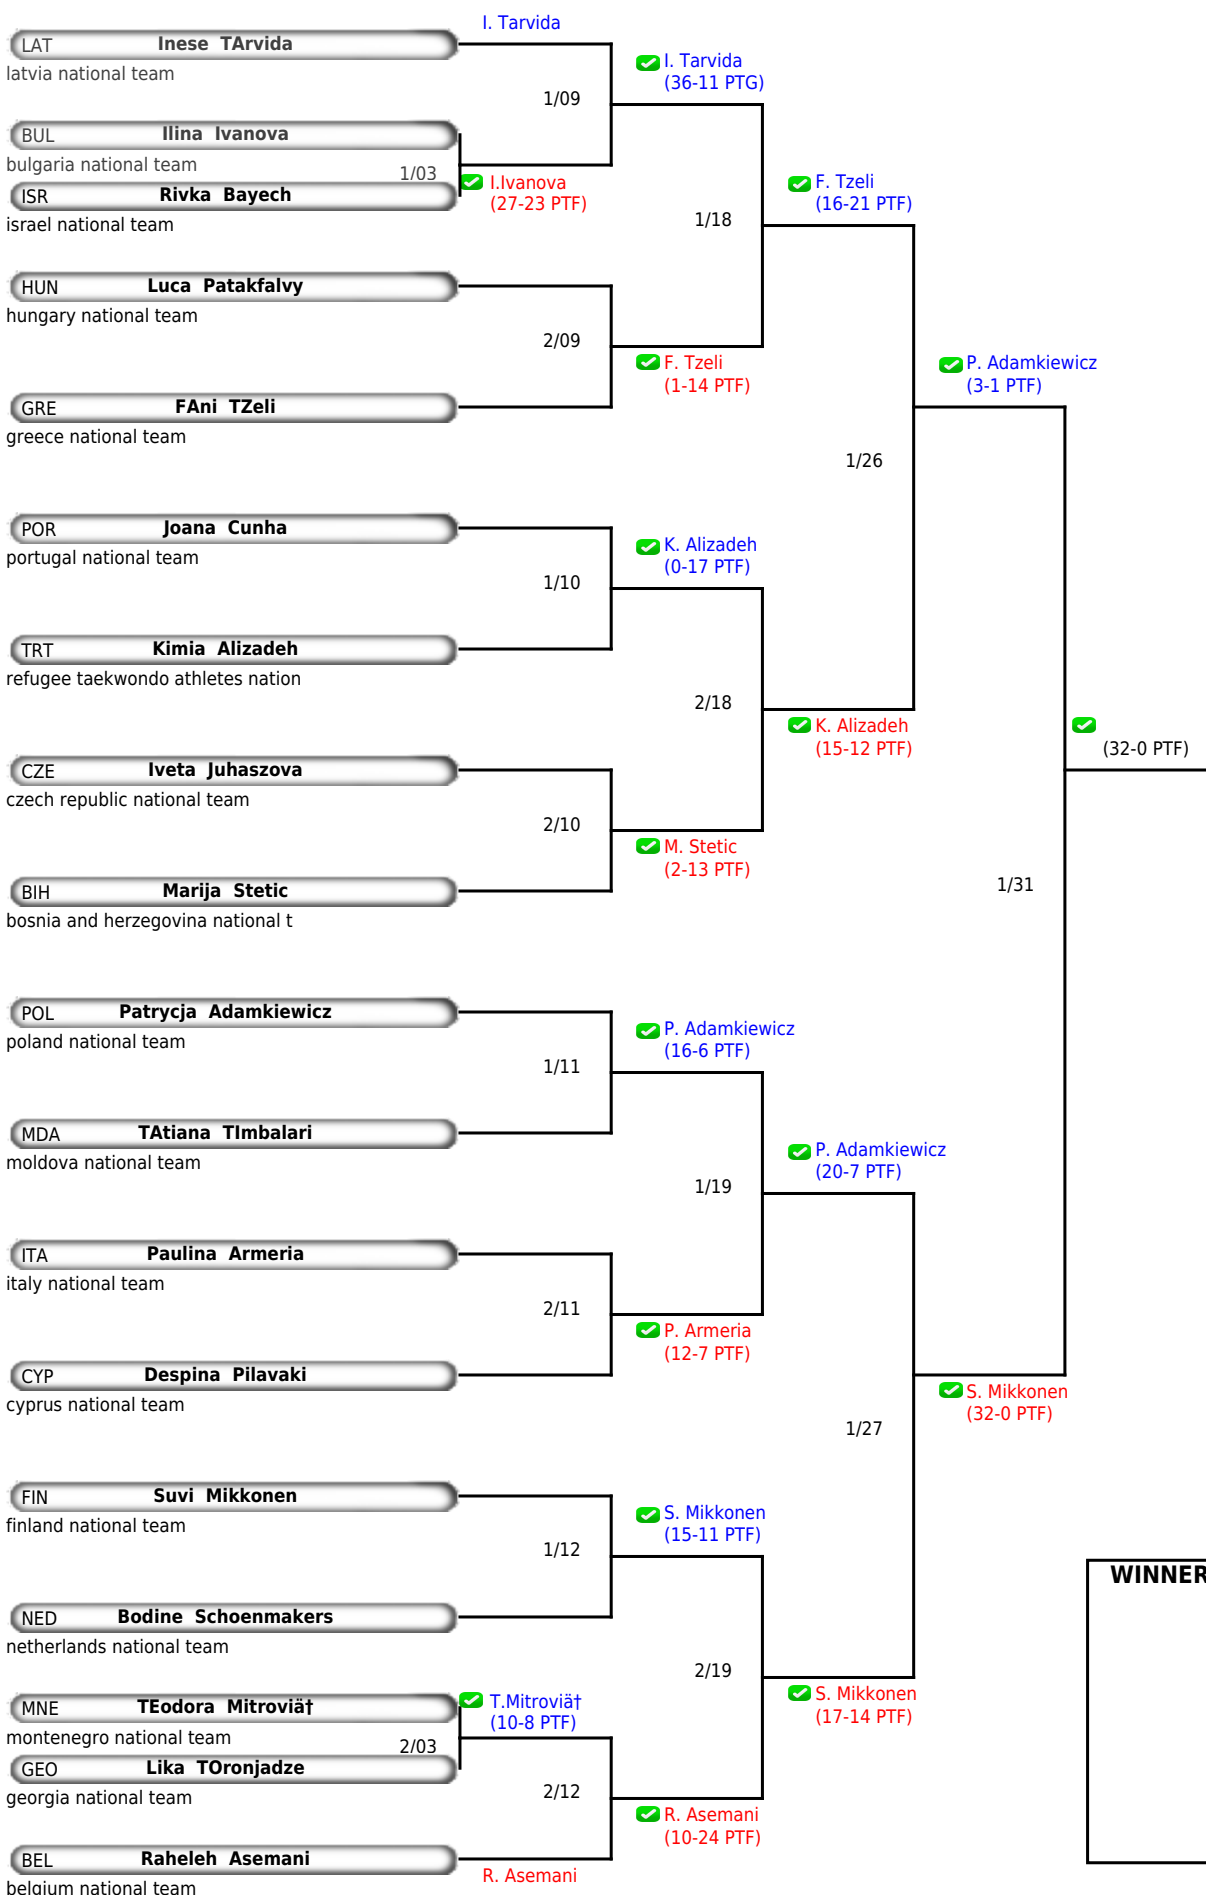 I. Tarvida
LAT Inese TArvida
latvia national team
I. Tarvida
(36-11 PTG)
1/09
BUL Ilina Ivanova
bulgaria national team
1/03
I.Ivanova
(27-23 PTF)
ISR Rivka Bayech
israel national team
F. Tzeli
(16-21 PTF)
1/18
HUN Luca Patakfalvy
hungary national team
2/09
F. Tzeli
(1-14 PTF)
P. Adamkiewicz
(3-1 PTF)
GRE FAni TZeli
greece national team
1/26
POR Joana Cunha
portugal national team
K. Alizadeh
(0-17 PTF)
1/10
TRT Kimia Alizadeh
refugee taekwondo athletes nation
2/18
K. Alizadeh
(15-12 PTF)
(32-0 PTF)
CZE Iveta Juhaszova
czech republic national team
2/10
M. Stetic
(2-13 PTF)
1/31
BIH Marija Stetic
bosnia and herzegovina national t
POL Patrycja Adamkiewicz
poland national team
P. Adamkiewicz
(16-6 PTF)
1/11
MDA TAtiana TImbalari
moldova national team
P. Adamkiewicz
(20-7 PTF)
1/19
ITA Paulina Armeria
italy national team
2/11
P. Armeria
(12-7 PTF)
CYP Despina Pilavaki
cyprus national team
S. Mikkonen
(32-0 PTF)
1/27
FIN Suvi Mikkonen
finland national team
S. Mikkonen
(15-11 PTF)
1/12
WINNER
NED Bodine Schoenmakers
netherlands national team
2/19
S. Mikkonen
(17-14 PTF)
MNE TEodora Mitroviä†
montenegro national team
T.Mitroviä†
(10-8 PTF)
2/03
GEO Lika TOronjadze
georgia national team
2/12
R. Asemani
(10-24 PTF)
BEL Raheleh Asemani
belgium national team
R. Asemani